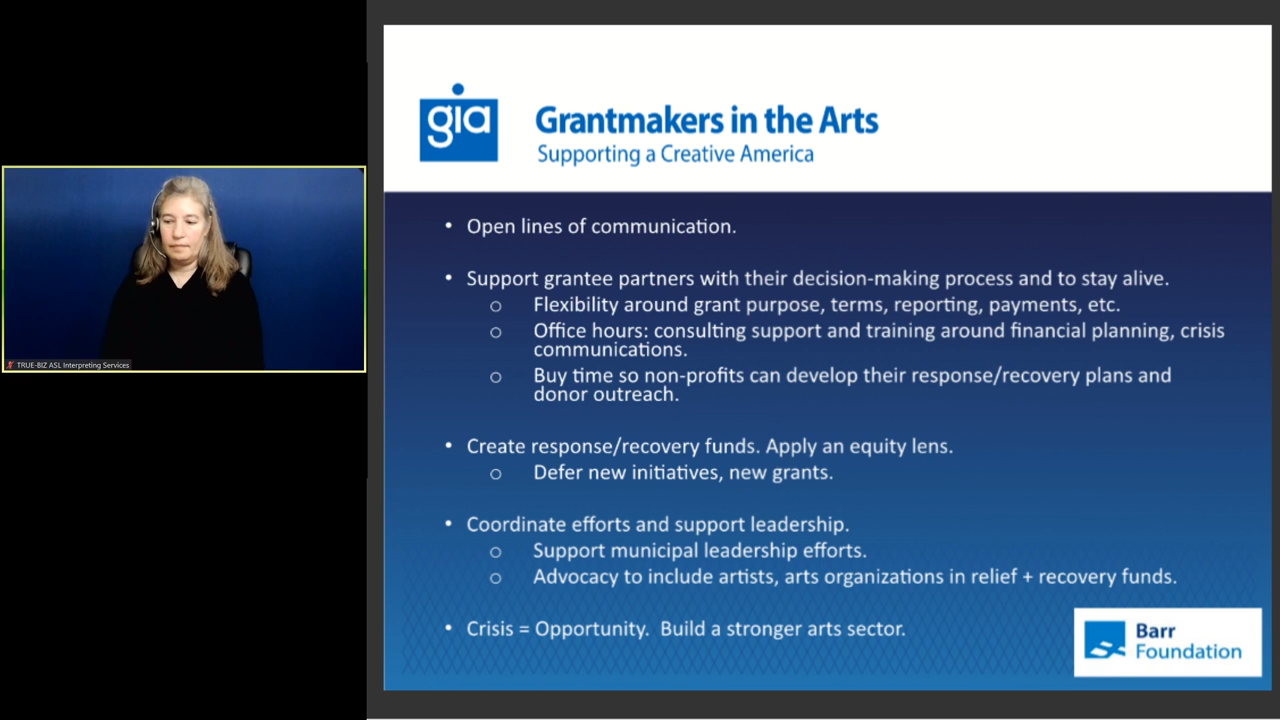 gia
Grantmakers in the Arts
Supporting a Creative America
• Open lines of communication.
• Support grantee partners with their decision-making process and to stay alive.
o Flexibility around grant purpose, terms, reporting, payments, etc.
o Office hours: consulting support and training around financial planning, crisis
communications.
o Buy time so non-profits can develop their response/recovery plans and
donor outreach.
• Create response/recovery funds. Apply an equity lens.
o Defer new initiatives, new grants.
• Coordinate efforts and support leadership.
o Support municipal leadership efforts.
o Advocacy to include artists, arts organizations in relief + recovery funds.
• Crisis = Opportunity.  Build a stronger arts sector.
Barr
Foundation
TRUE-BIZ ASL Interpreting Services